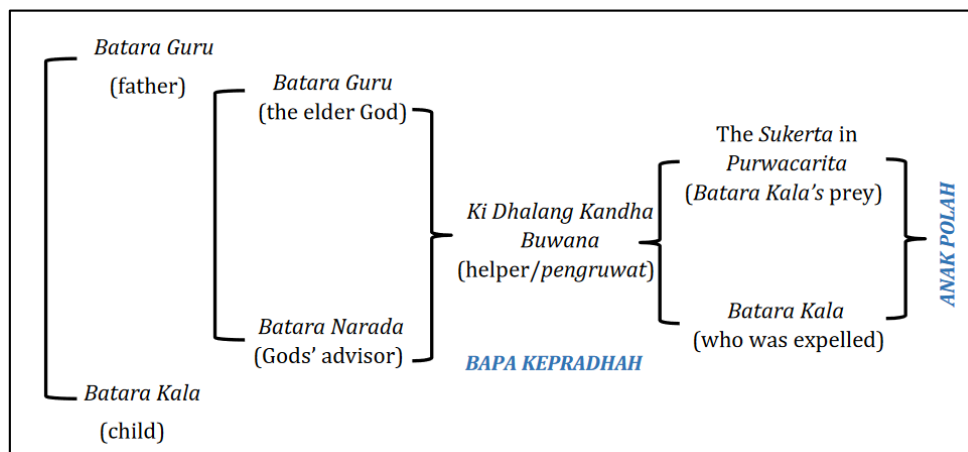 Batara Guru
(father)
Batara Guru
(the elder God)
The Sukerta in
Purwacarita
(Batara Kala's prey)
Ki Dhalang Kandha
Buwana
(helper/pengruwat)
ANAK POLAH
Batara Narada
(Gods' advisor)
BAPA KEPRADHAH
Batara Kala
(who was expelled)
Batara Kala
(child)